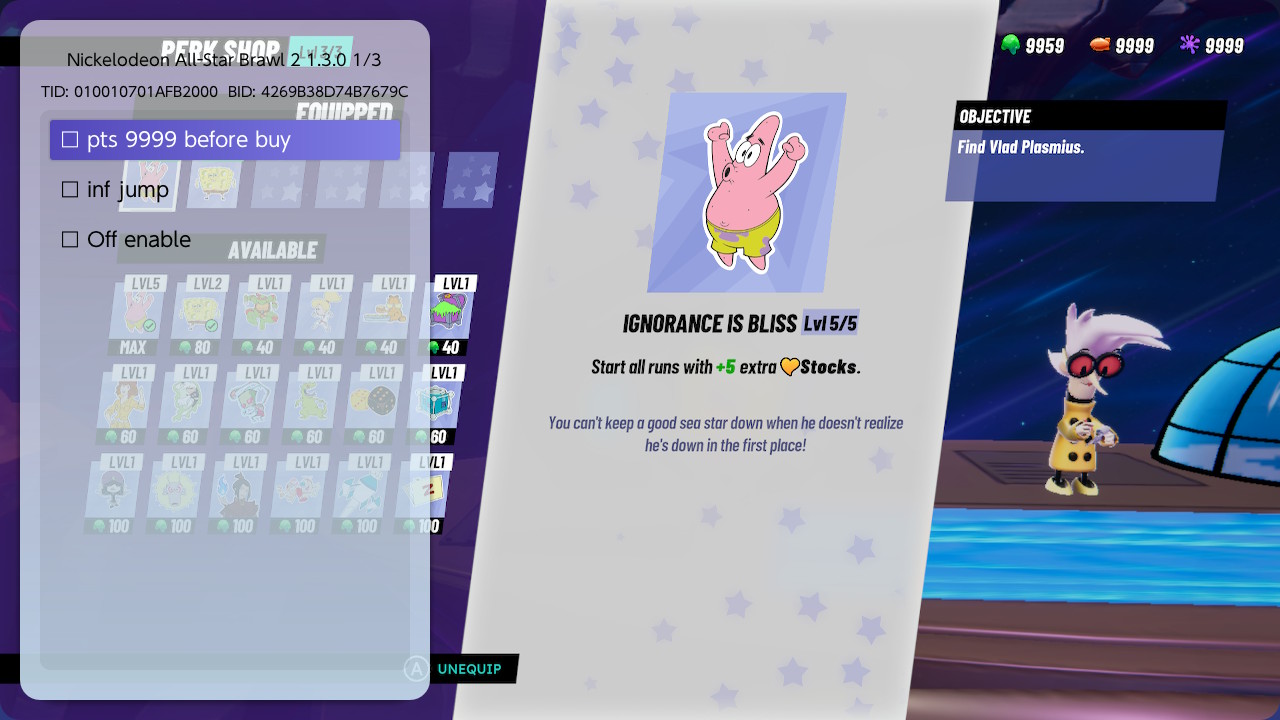 PERK SHOP Lvl 3/3
Nickelodeon All-Star Brawl 2 1.3.0 1/3
TID: 010010701AFB2000 BID: 4269B38D74B7679C
EQUIPPED
☐ pts 9999 before buy
☐ inf jump
☐ Off enable
AVAILABLE
LVL5 LVL2 LVL1 LVL1 LVL1 LVL1
MAX 80 40 40 40 40
LVL1 LVL1 LVL1 LVL1 LVL1 LVL1
60 60 60 60 60 60
LVL1 LVL1 LVL1 LVL1 LVL1 LVL1
100 100 100 100 100 100
A UNEQUIP
IGNORANCE IS BLISS Lvl 5/5
Start all runs with +5 extra Stocks.
You can't keep a good sea star down when he doesn't realize
he's down in the first place!
9959 9999 9999
OBJECTIVE
Find Vlad Plasmius.